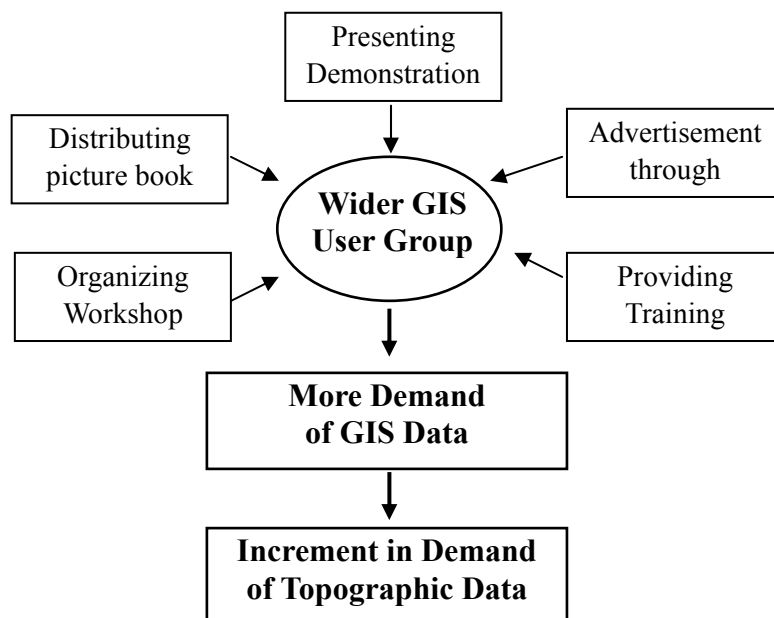 Presenting
Demonstration
Distributing
picture book
Advertisement
through
Wider GIS
User Group
Organizing
Workshop
Providing
Training
More Demand
of GIS Data
Increment in Demand
of Topographic Data